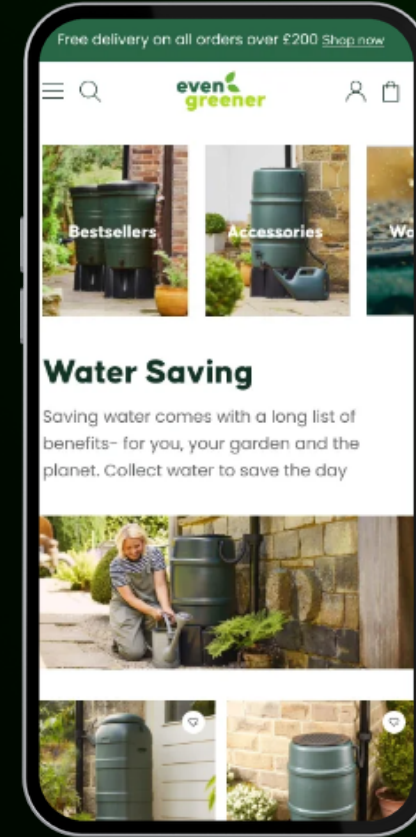 Free delivery on all orders over £200 Shop now
even
greener
Bestsellers
Accessories
Wa
Water Saving
Saving water comes with a long list of
benefits- for you, your garden and the
planet. Collect water to save the day